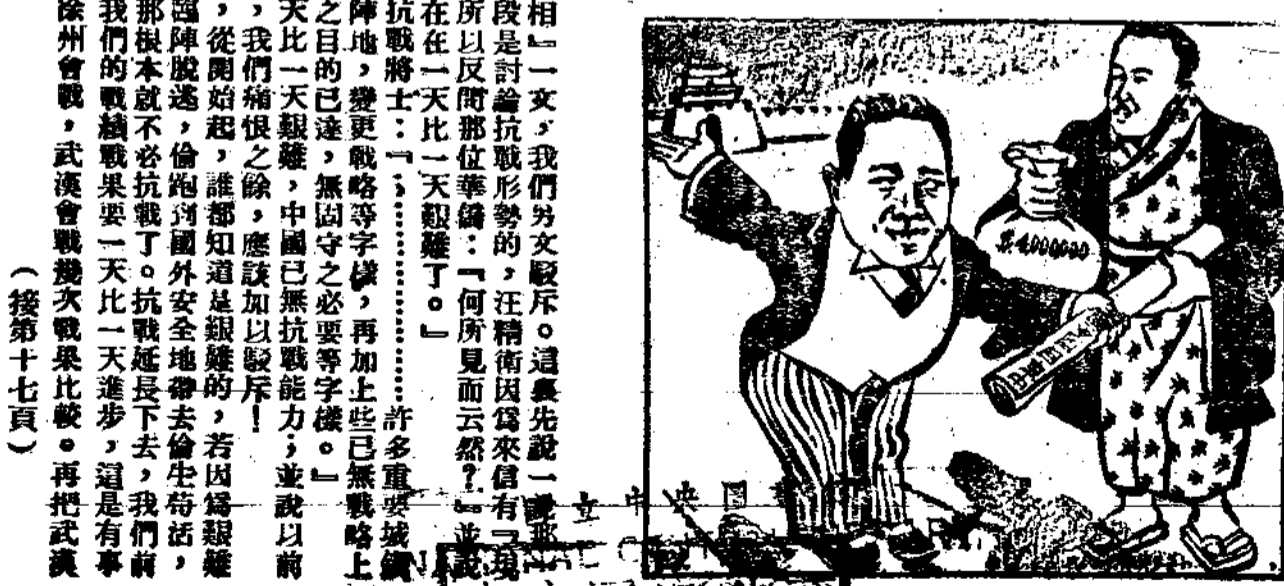 相』一文，我們另文駁斥。這裏先說一說那一
段是討論抗戰形勢的，汪精衛因爲來信有『現
所以反問那位華僑：『何所見而云然？』並說
在在一天比一天艱難了。』
抗戰將士：『………………許多重要城鎮
陣地，變更戰略等字樣，再加上些已無戰略上
之目的已達，無固守之必要等字樣。』
天比一天艱難，中國已無抗戰能力；並說以前
，我們痛恨之餘，應該加以駁斥！
，從開始起，誰都知道是艱難的，若因爲艱難
臨陣脫逃，偷跑到國外安全地帶去偷生苟活，
那根本就不必抗戰了。抗戰延長下去，我們前
我們的戰績戰果要一天比一天進步，這是有事
徐州會戰，武漢會戰幾次戰果比較。再把武漢
（接第十七頁）
4000000
立中央圖